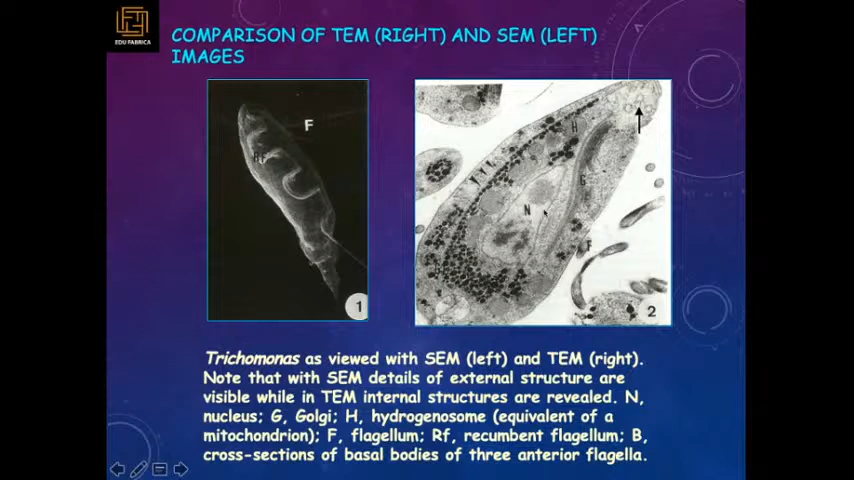 EDU FABRICA
COMPARISON OF TEM (RIGHT) AND SEM (LEFT)
IMAGES
F
Rf
1
H
G
N
F
2
Trichomonas as viewed with SEM (left) and TEM (right).
Note that with SEM details of external structure are
visible while in TEM internal structures are revealed. N,
nucleus; G, Golgi; H, hydrogenosome (equivalent of a
mitochondrion); F, flagellum; Rf, recumbent flagellum; B,
cross-sections of basal bodies of three anterior flagella.